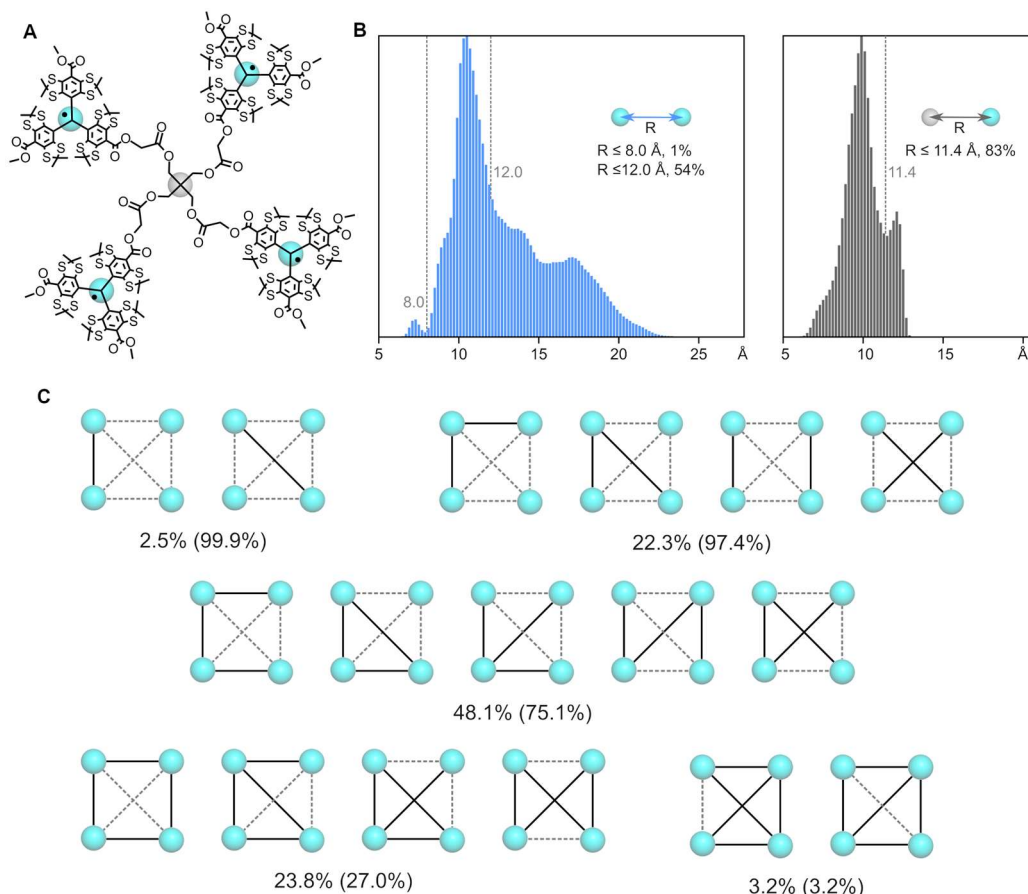 A
B
R
R ≤ 8.0 Å, 1%
R ≤12.0 Å, 54%
8.0
12.0
5
10
15
20
25
Å
R
R ≤ 11.4 Å, 83%
11.4
5
10
15
Å
C
2.5% (99.9%)
22.3% (97.4%)
48.1% (75.1%)
23.8% (27.0%)
3.2% (3.2%)